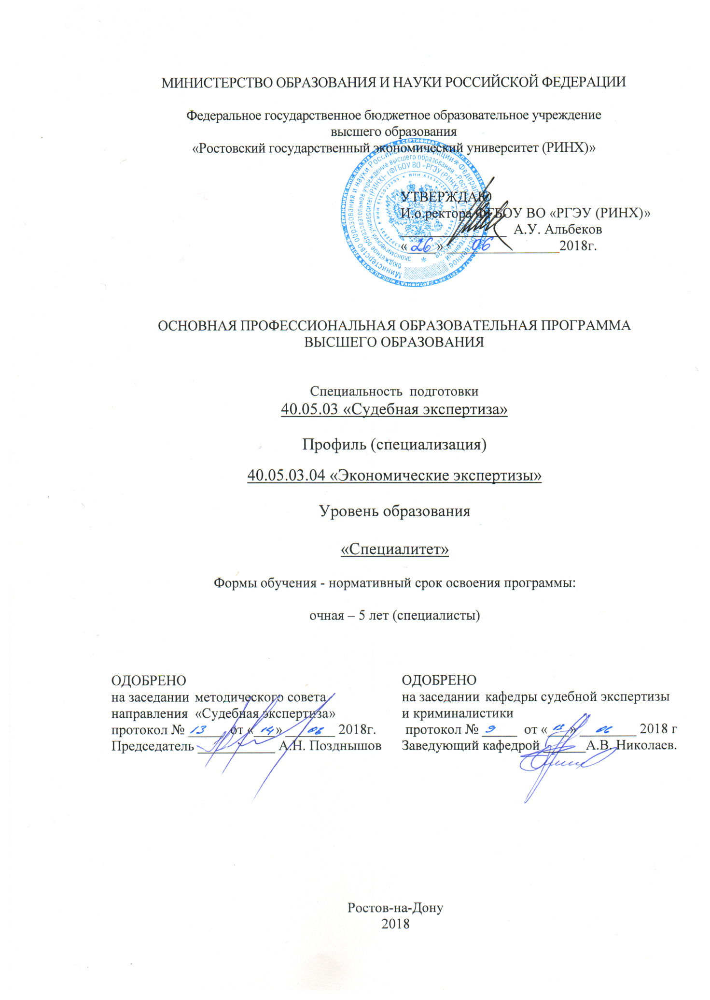 МИНИСТЕРСТВО ОБРАЗОВАНИЯ И НАУКИ РОССИЙСКОЙ ФЕДЕРАЦИИ
Федеральное государственное бюджетное образовательное учреждение
высшего образования
«Ростовский государственный экономический университет (РИНХ)»
УТВЕРЖДАЮ
И.о.ректора ФГБОУ ВО «РГЭУ (РИНХ)»
А.У. Альбеков
«26» 06 2018г.
ОСНОВНАЯ ПРОФЕССИОНАЛЬНАЯ ОБРАЗОВАТЕЛЬНАЯ ПРОГРАММА
ВЫСШЕГО ОБРАЗОВАНИЯ
Специальность подготовки
40.05.03 «Судебная экспертиза»
Профиль (специализация)
40.05.03.04 «Экономические экспертизы»
Уровень образования
«Специалитет»
Формы обучения - нормативный срок освоения программы:
очная – 5 лет (специалисты)
ОДОБРЕНО
на заседании методического совета
направления «Судебная экспертиза»
протокол № 13 от «14» 06 2018г.
Председатель ___________ А.Н. Позднышов
ОДОБРЕНО
на заседании кафедры судебной экспертизы
и криминалистики
протокол № 9 от «13» 06 2018 г
Заведующий кафедрой ______А.В. Николаев.
Ростов-на-Дону
2018